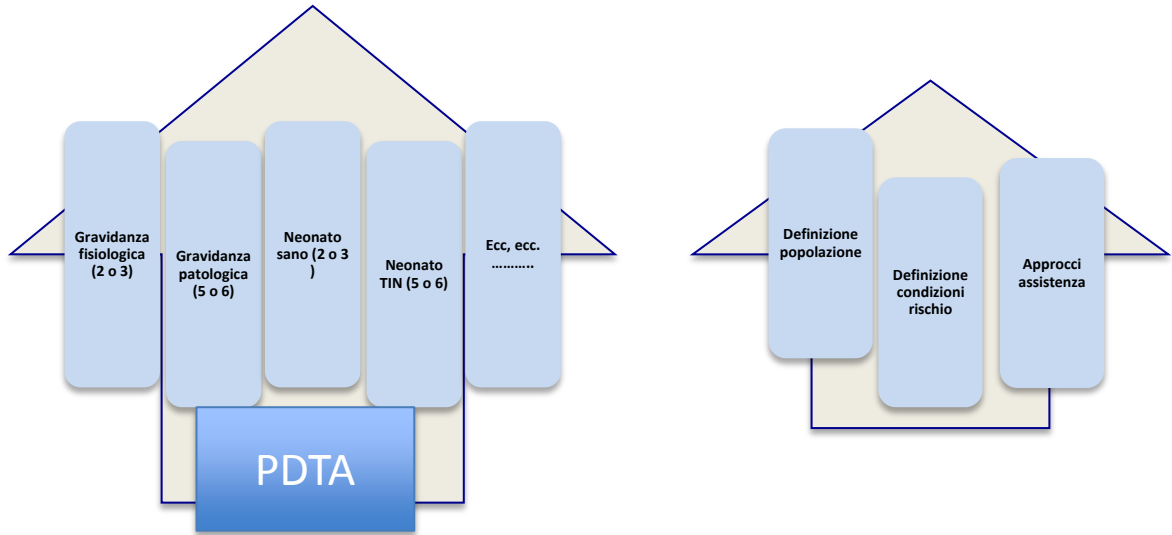 Gravidanza
fisiologica
(2 o 3)
Gravidanza
patologica
(5 o 6)
Neonato
sano (2 o 3
)
Neonato
TIN (5 o 6)
Ecc, ecc.
………..
PDTA
Definizione
popolazione
Definizione
condizioni
rischio
Approcci
assistenza